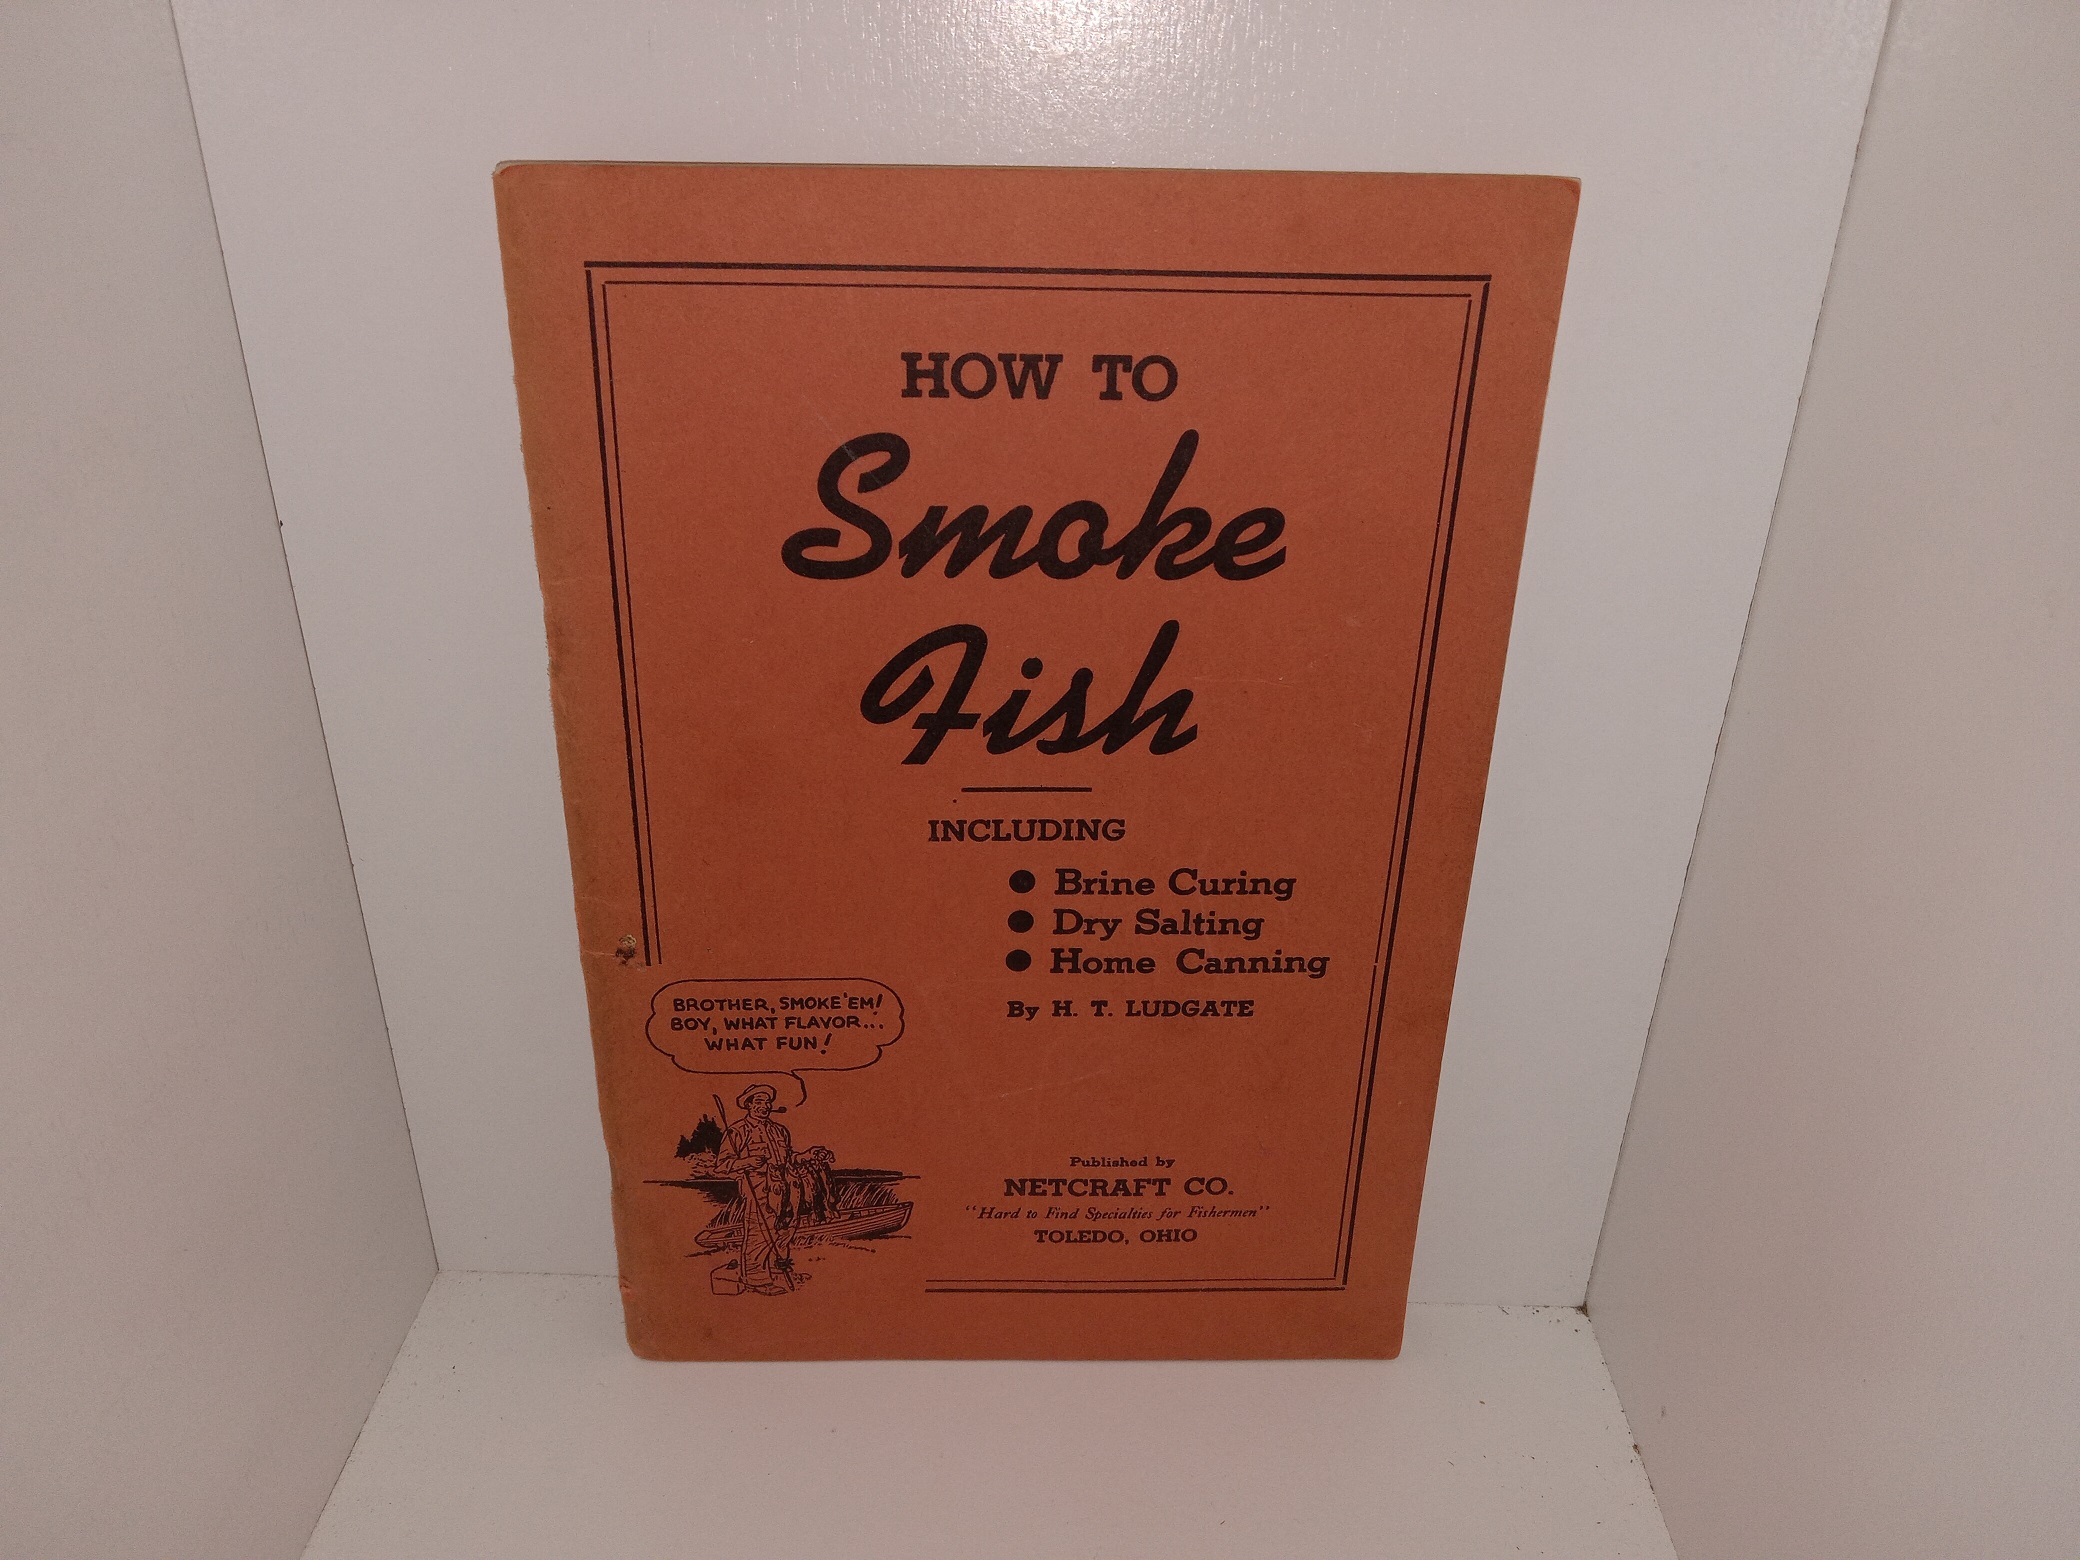 HOW TO
Smoke
Fish
INCLUDING
● Brine Curing
● Dry Salting
● Home Canning
By H. T. LUDGATE
BROTHER, SMOKE 'EM!
BOY, WHAT FLAVOR...
WHAT FUN!
Published by
NETCRAFT CO.
"Hard to Find Specialties for Fishermen"
TOLEDO, OHIO